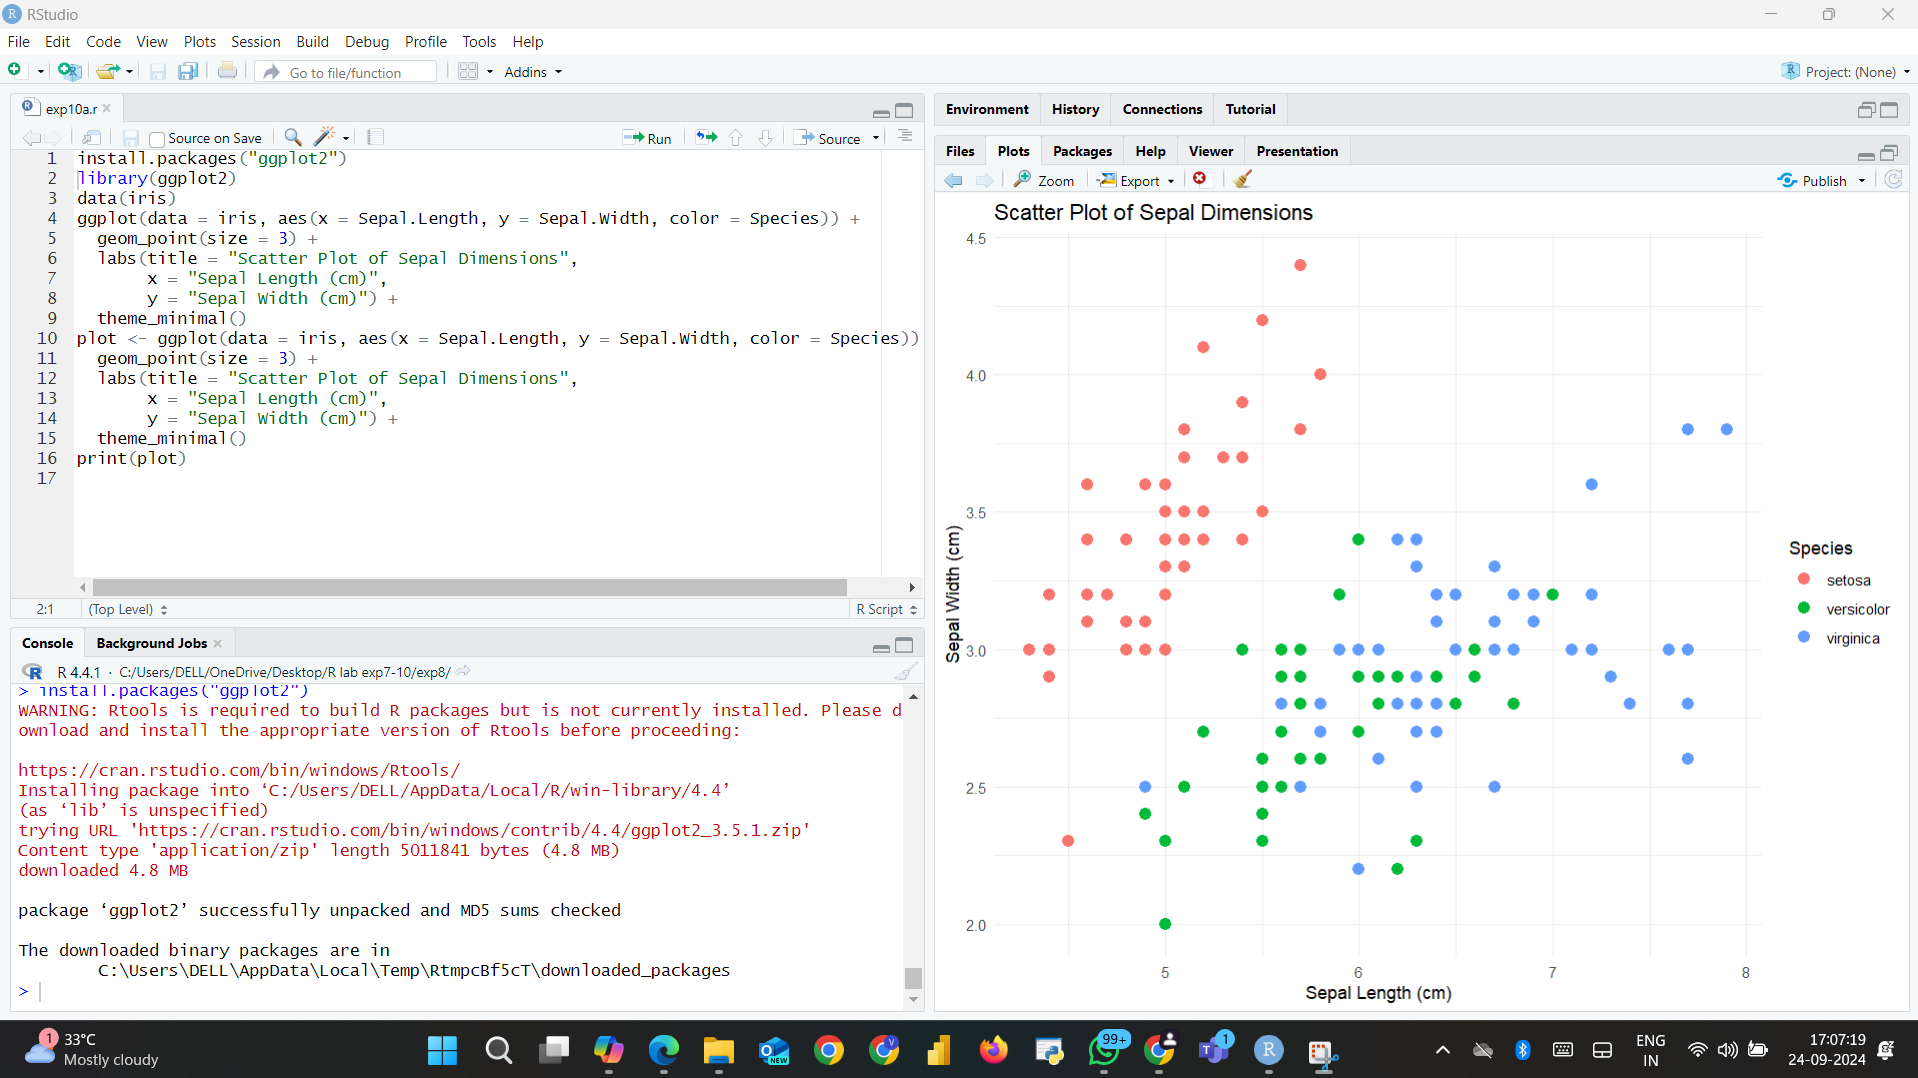 RStudio
File Edit Code View Plots Session Build Debug Profile Tools Help
Go to file/function
Addins
Project: (None)
exp10a.r
Source on Save
Run
Source
1 install.packages("ggplot2")
2 library(ggplot2)
3 data(iris)
4 ggplot(data = iris, aes(x = Sepal.Length, y = Sepal.Width, color = Species)) +
5 geom_point(size = 3) +
6 labs(title = "Scatter Plot of Sepal Dimensions",
7 x = "Sepal Length (cm)",
8 y = "Sepal Width (cm)") +
9 theme_minimal()
10 plot <- ggplot(data = iris, aes(x = Sepal.Length, y = Sepal.Width, color = Species))
11 geom_point(size = 3) +
12 labs(title = "Scatter Plot of Sepal Dimensions",
13 x = "Sepal Length (cm)",
14 y = "Sepal Width (cm)") +
15 theme_minimal()
16 print(plot)
17
2:1 (Top Level) R Script
Console Background Jobs
R 4.4.1 · C:/Users/DELL/OneDrive/Desktop/R lab exp7-10/exp8/
> install.packages("ggplot2")
WARNING: Rtools is required to build R packages but is not currently installed. Please d
ownload and install the appropriate version of Rtools before proceeding:
https://cran.rstudio.com/bin/windows/Rtools/
Installing package into ‘C:/Users/DELL/AppData/Local/R/win-library/4.4’
(as ‘lib’ is unspecified)
trying URL 'https://cran.rstudio.com/bin/windows/contrib/4.4/ggplot2_3.5.1.zip'
Content type 'application/zip' length 5011841 bytes (4.8 MB)
downloaded 4.8 MB
package ‘ggplot2’ successfully unpacked and MD5 sums checked
The downloaded binary packages are in
C:\Users\DELL\AppData\Local\Temp\RtmpcBf5cT\downloaded_packages
>
Environment History Connections Tutorial
Files Plots Packages Help Viewer Presentation
Zoom Export Publish
Scatter Plot of Sepal Dimensions
4.5
4.0
3.5
3.0
2.5
2.0
Sepal Width (cm)
5 6 7 8
Sepal Length (cm)
Species
setosa
versicolor
virginica
1
33°C
Mostly cloudy
NEW
V
99+
1
R
ENG
IN
17:07:19
24-09-2024